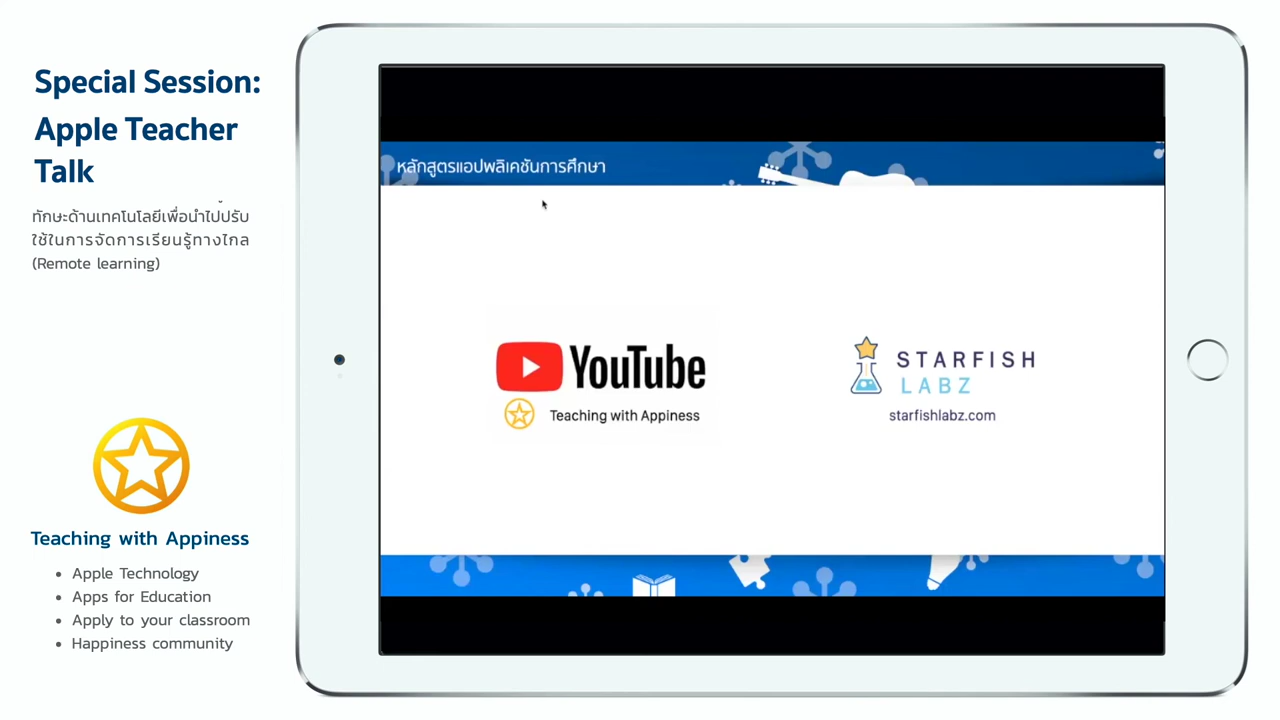 Special Session:
Apple Teacher
Talk
ทักษะด้านเทคโนโลยีเพื่อนำไปปรับ
ใช้ในการจัดการเรียนรู้ทางไกล
(Remote learning)
Teaching with Appiness
• Apple Technology
• Apps for Education
• Apply to your classroom
• Happiness community
หลักสูตรแอปพลิเคชันการศึกษา
YouTube
Teaching with Appiness
STARFISH
LABZ
starfishlabz.com